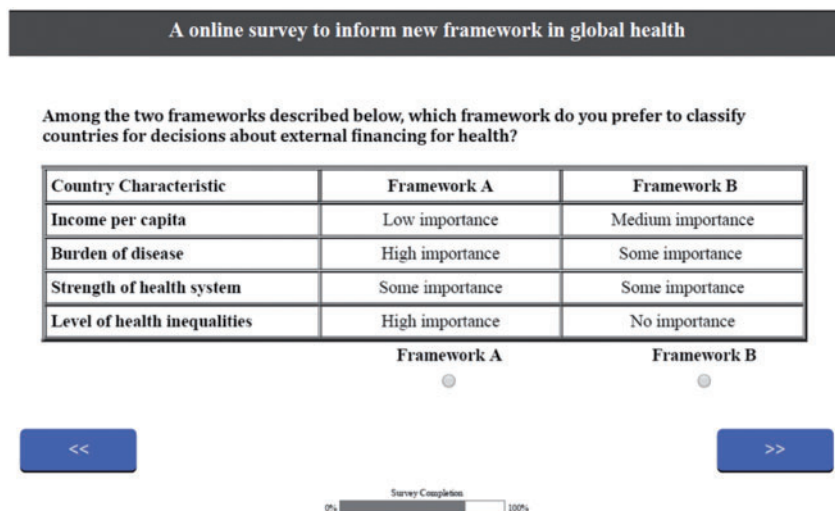 A online survey to inform new framework in global health
Among the two frameworks described below, which framework do you prefer to classify
countries for decisions about external financing for health?
Country Characteristic Framework A Framework B
Income per capita Low importance Medium importance
Burden of disease High importance Some importance
Strength of health system Some importance Some importance
Level of health inequalities High importance No importance
Framework A Framework B
<< >>
Survey Completion
0% 100%